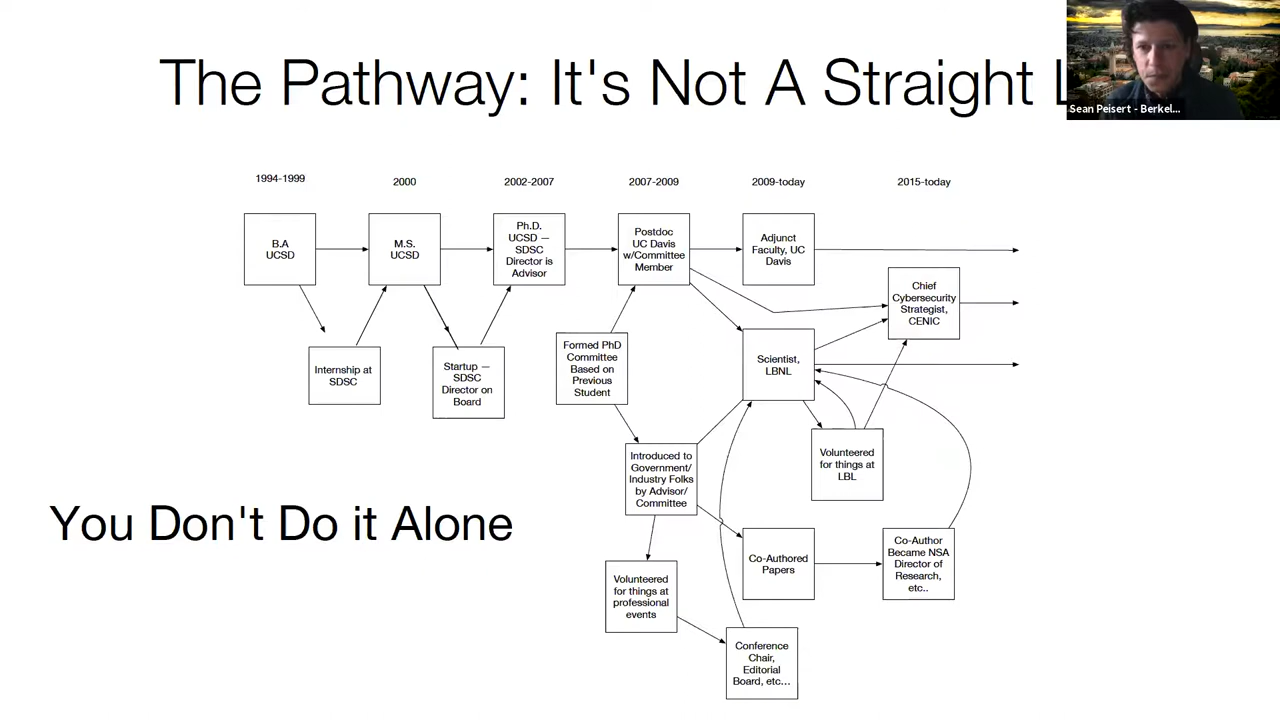 The Pathway: It's Not A Straight L
Sean Peisert - Berkel...
1994-1999
2000
2002-2007
2007-2009
2009-today
2015-today
B.A
UCSD
M.S.
UCSD
Ph.D.
UCSD —
SDSC
Director is
Advisor
Postdoc
UC Davis
w/Committee
Member
Adjunct
Faculty, UC
Davis
Chief
Cybersecurity
Strategist,
CENIC
Internship at
SDSC
Startup —
SDSC
Director on
Board
Formed PhD
Committee
Based on
Previous
Student
Scientist,
LBNL
Introduced to
Government/
Industry Folks
by Advisor/
Committee
Volunteered
for things at
LBL
You Don't Do it Alone
Volunteered
for things at
professional
events
Co-Authored
Papers
Co-Author
Became NSA
Director of
Research,
etc..
Conference
Chair,
Editorial
Board, etc...